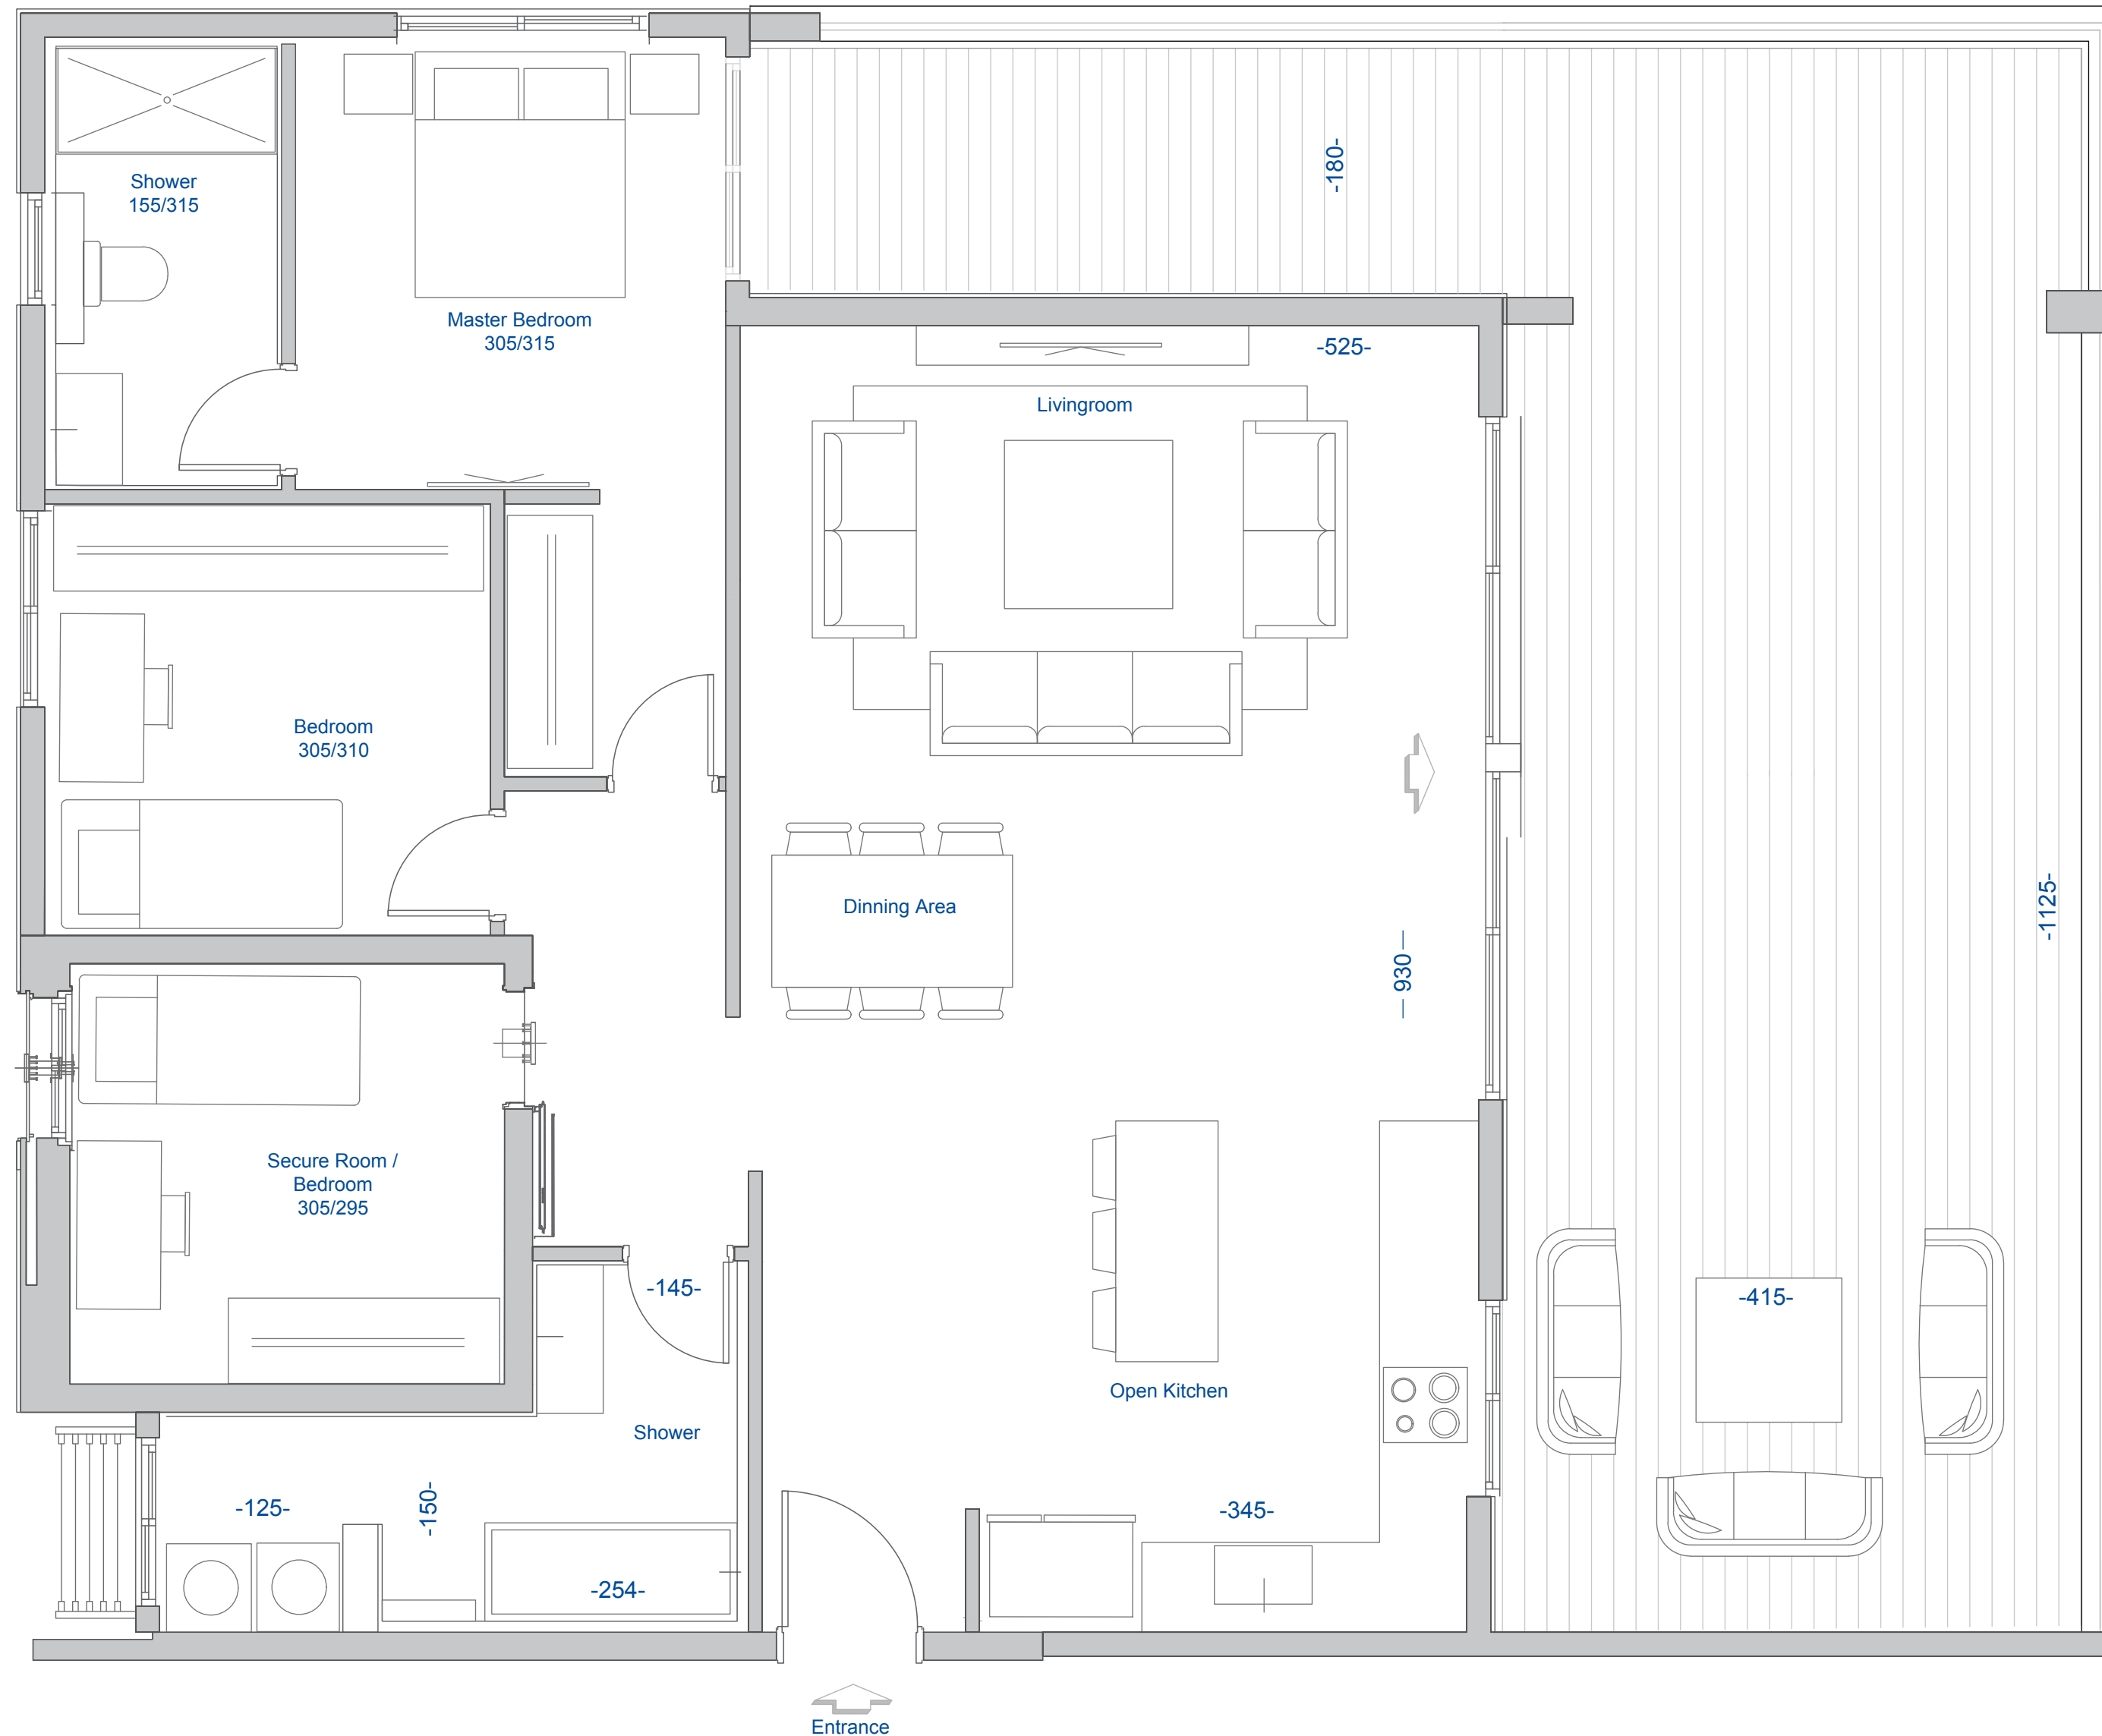 -180-
Shower
155/315
Master Bedroom
305/315
-525-
Livingroom
Bedroom
305/310
Dinning Area
-1125-
— 930 —
Secure Room /
Bedroom
305/295
-145-
-415-
Open Kitchen
Shower
-125-
-150-
-345-
-254-
Entrance